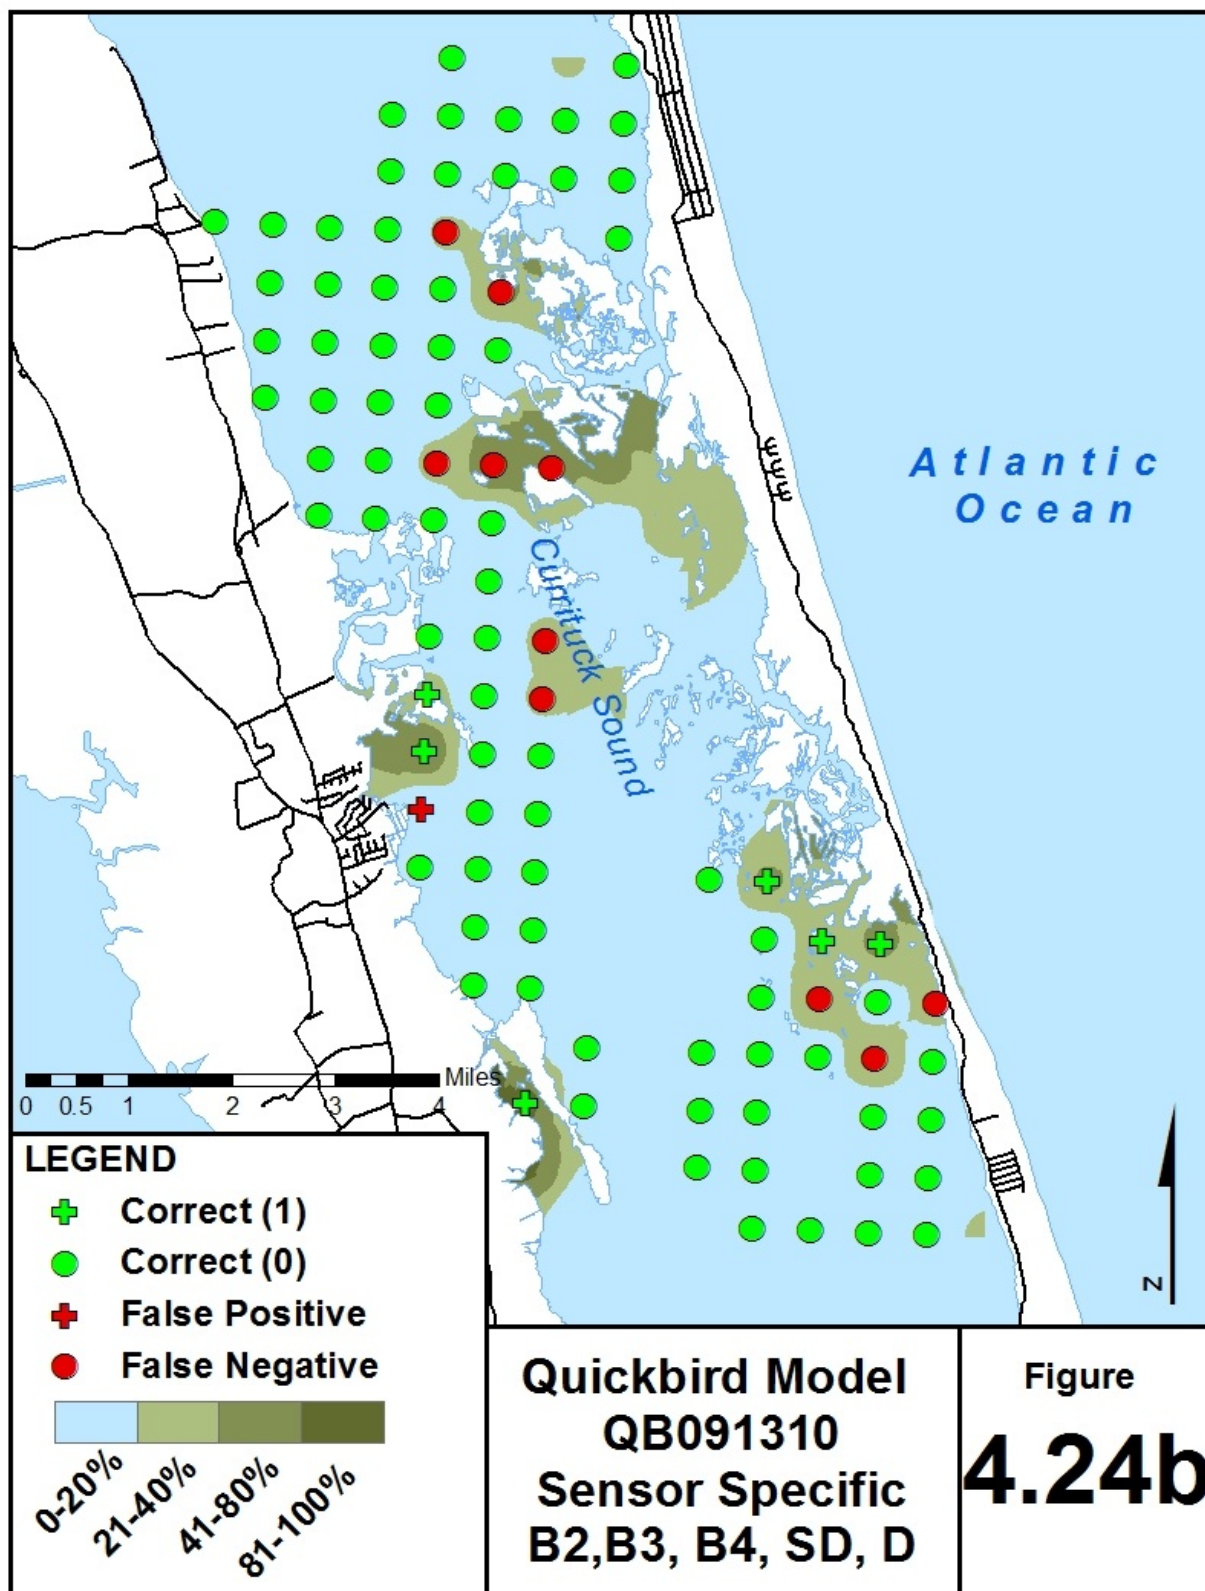 Atlantic
Ocean
Currituck Sound
Miles
0 0.5 1 2 3 4
LEGEND
Correct (1)
Correct (0)
False Positive
False Negative
0-20%
21-40%
41-80%
81-100%
N
Quickbird Model
QB091310
Sensor Specific
B2,B3, B4, SD, D
Figure
4.24b